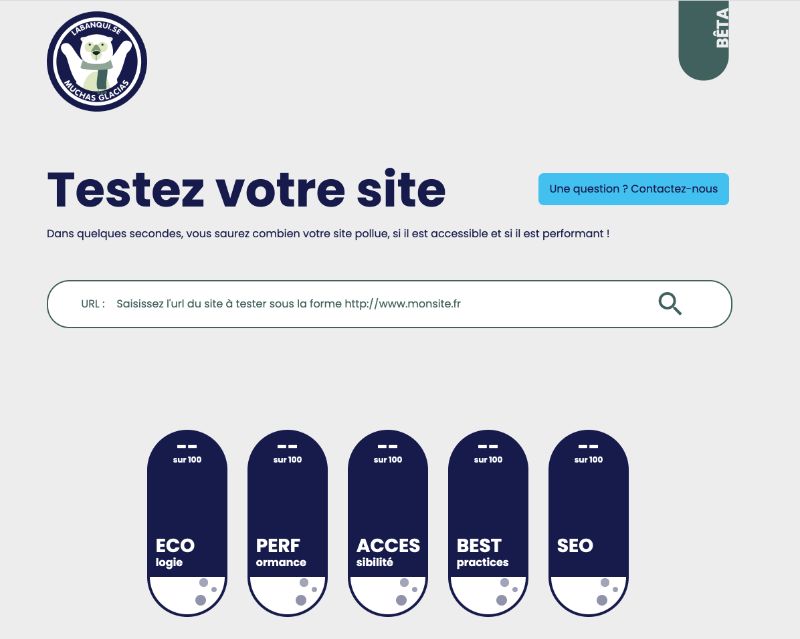 LABANQUI.SE
MUCHAS GLACIAS
BÊTA
Testez votre site
Une question ? Contactez-nous
Dans quelques secondes, vous saurez combien votre site pollue, si il est accessible et si il est performant !
URL : Saisissez l'url du site à tester sous la forme http://www.monsite.fr
-- -- -- -- --
sur 100 sur 100 sur 100 sur 100 sur 100
ECO PERF ACCES BEST SEO
logie ormance sibilité practices